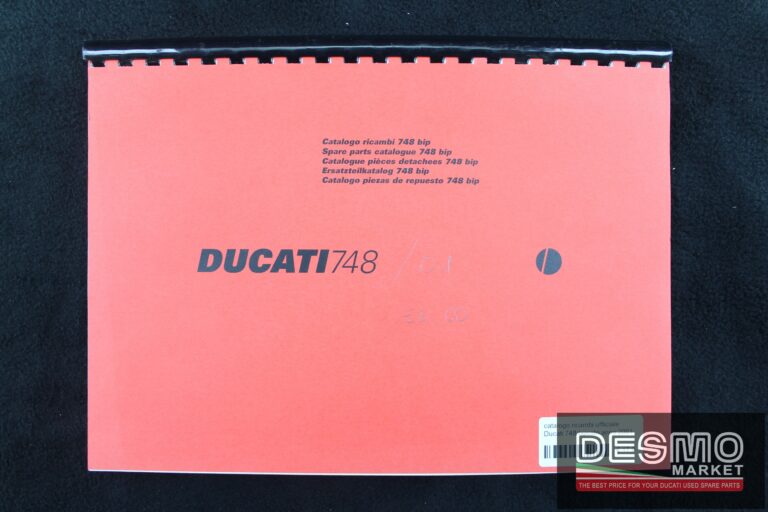 Catalogo ricambi 748 bip
Spare parts catalogue 748 bip
Catalogue pièces detachees 748 bip
Ersatzteilkatalog 748 bip
Catalogo piezas de repuesto 748 bip
DUCATI748
catalogo ricambi ufficiale
Ducati 748
DESMO
MARKET
THE BEST PRICE FOR YOUR DUCATI USED SPARE PARTS